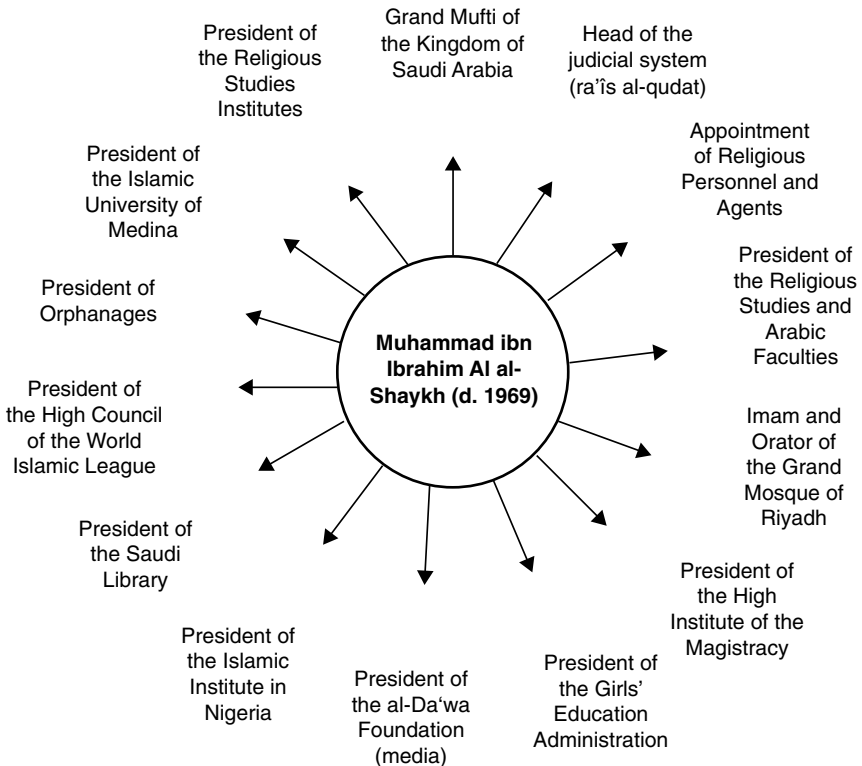 Grand Mufti of
the Kingdom of
Saudi Arabia
Head of the
judicial system
(ra’îs al-qudat)
Appointment
of Religious
Personnel and
Agents
President of
the Religious
Studies and
Arabic
Faculties
Imam and
Orator of
the Grand
Mosque of
Riyadh
President of
the High
Institute of the
Magistracy
President of
the Girls’
Education
Administration
President of
the al-Da‘wa
Foundation
(media)
President of
the Islamic
Institute in
Nigeria
President of
the Saudi
Library
President of
the High Council
of the World
Islamic League
President of
Orphanages
President of
the Islamic
University of
Medina
President of
the Religious
Studies
Institutes
Muhammad ibn
Ibrahim Al al-
Shaykh (d. 1969)